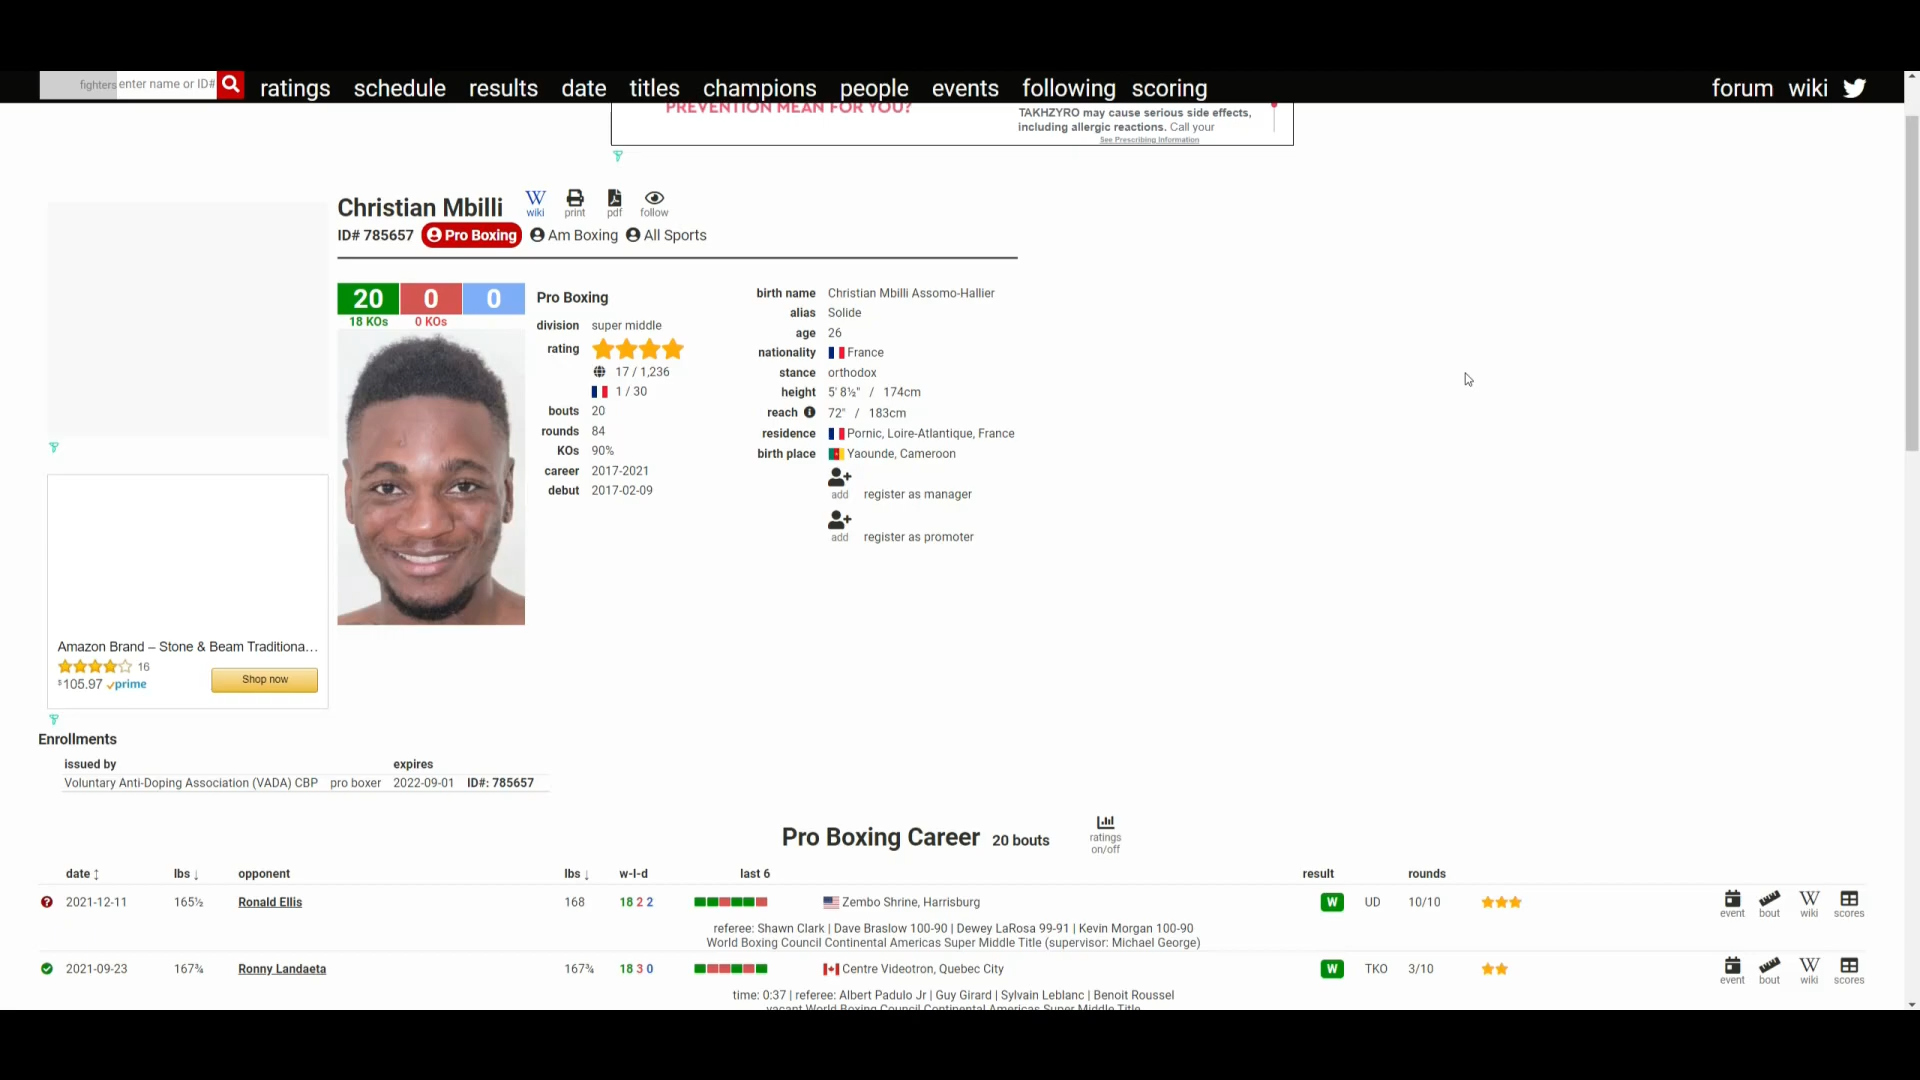 fighters enter name or ID# ratings schedule results date titles champions people events following scoring forum wiki
PREVENTION MEAN FOR YOU?
TAKHZYRO may cause serious side effects,
including allergic reactions. Call your
See Prescribing Information
Christian Mbilli
W wiki print pdf follow
ID# 785657 Pro Boxing Am Boxing All Sports
20 0 0
18 KOs 0 KOs
Pro Boxing
division super middle
rating
17 / 1,236
1 / 30
bouts 20
rounds 84
KOs 90%
career 2017-2021
debut 2017-02-09
birth name Christian Mbilli Assomo-Hallier
alias Solide
age 26
nationality France
stance orthodox
height 5' 8½" / 174cm
reach 72" / 183cm
residence Pornic, Loire-Atlantique, France
birth place Yaounde, Cameroon
add register as manager
add register as promoter
Amazon Brand – Stone & Beam Traditiona...
16
$105.97 prime
Shop now
Enrollments
issued by expires
Voluntary Anti-Doping Association (VADA) CBP pro boxer 2022-09-01 ID#: 785657
Pro Boxing Career 20 bouts
ratings
on/off
date lbs opponent lbs w-l-d last 6 result rounds
2021-12-11 165½ Ronald Ellis 168 18 2 2 Zembo Shrine, Harrisburg W UD 10/10 event bout W wiki scores
referee: Shawn Clark | Dave Braslow 100-90 | Dewey LaRosa 99-91 | Kevin Morgan 100-90
World Boxing Council Continental Americas Super Middle Title (supervisor: Michael George)
2021-09-23 167¾ Ronny Landaeta 167¾ 18 3 0 Centre Videotron, Quebec City W TKO 3/10 event bout W wiki scores
time: 0:37 | referee: Albert Padulo Jr | Guy Girard | Sylvain Leblanc | Benoit Roussel
vacant World Boxing Council Continental Americas Super Middle Title